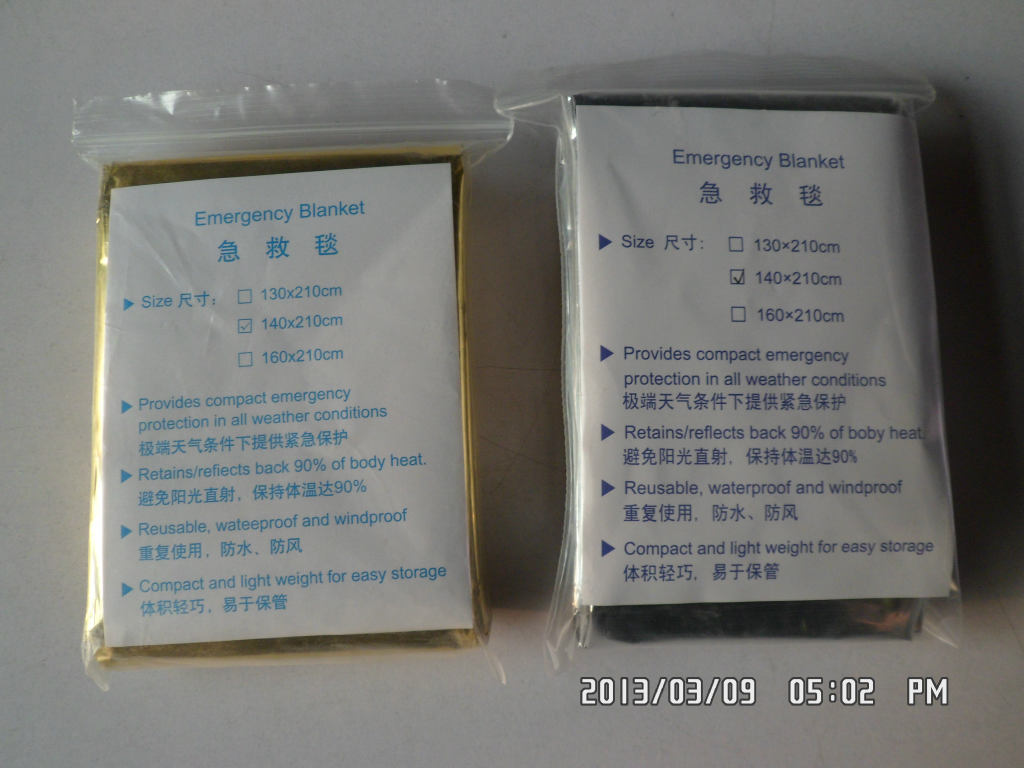 Emergency Blanket
急 救 毯
▶ Size 尺寸： ☐ 130x210cm
☑ 140x210cm
☐ 160x210cm
▶ Provides compact emergency
protection in all weather conditions
极端天气条件下提供紧急保护
▶ Retains/refiects back 90% of body heat.
避免阳光直射，保持体温达90%
▶ Reusable, wateeproof and windproof
重复使用，防水、防风
▶ Compact and light weight for easy storage
体积轻巧，易于保管
Emergency Blanket
急 救 毯
▶ Size 尺寸： ☐ 130×210cm
☑ 140×210cm
☐ 160×210cm
▶ Provides compact emergency
protection in all weather conditions
极端天气条件下提供紧急保护
▶ Retains/reflects back 90% of boby heat.
避免阳光直射，保持体温达90%
▶ Reusable, waterproof and windproof
重复使用，防水、防风
▶ Compact and light weight for easy storage
体积轻巧，易于保管
2013/03/09 05:02 PM